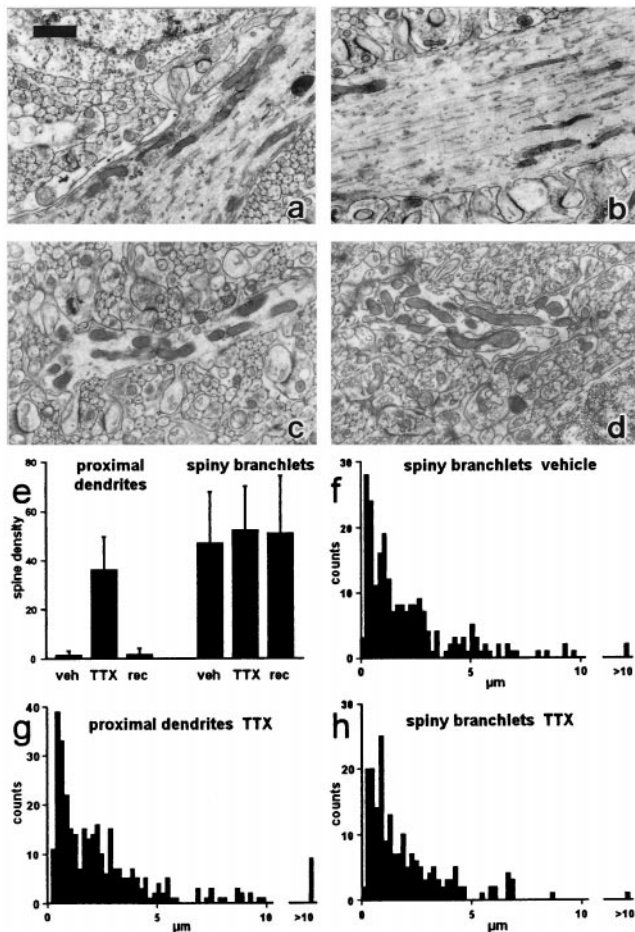 a
b
c
d
e
proximal dendrites
spiny branchlets
spine density
80
60
40
20
0
veh TTX rec
veh TTX rec
f
spiny branchlets vehicle
counts
30
20
10
0
0 5 10 >10
µm
g
proximal dendrites TTX
counts
40
30
20
10
0
0 5 10 >10
µm
h
spiny branchlets TTX
counts
30
20
10
0
0 5 10 >10
µm